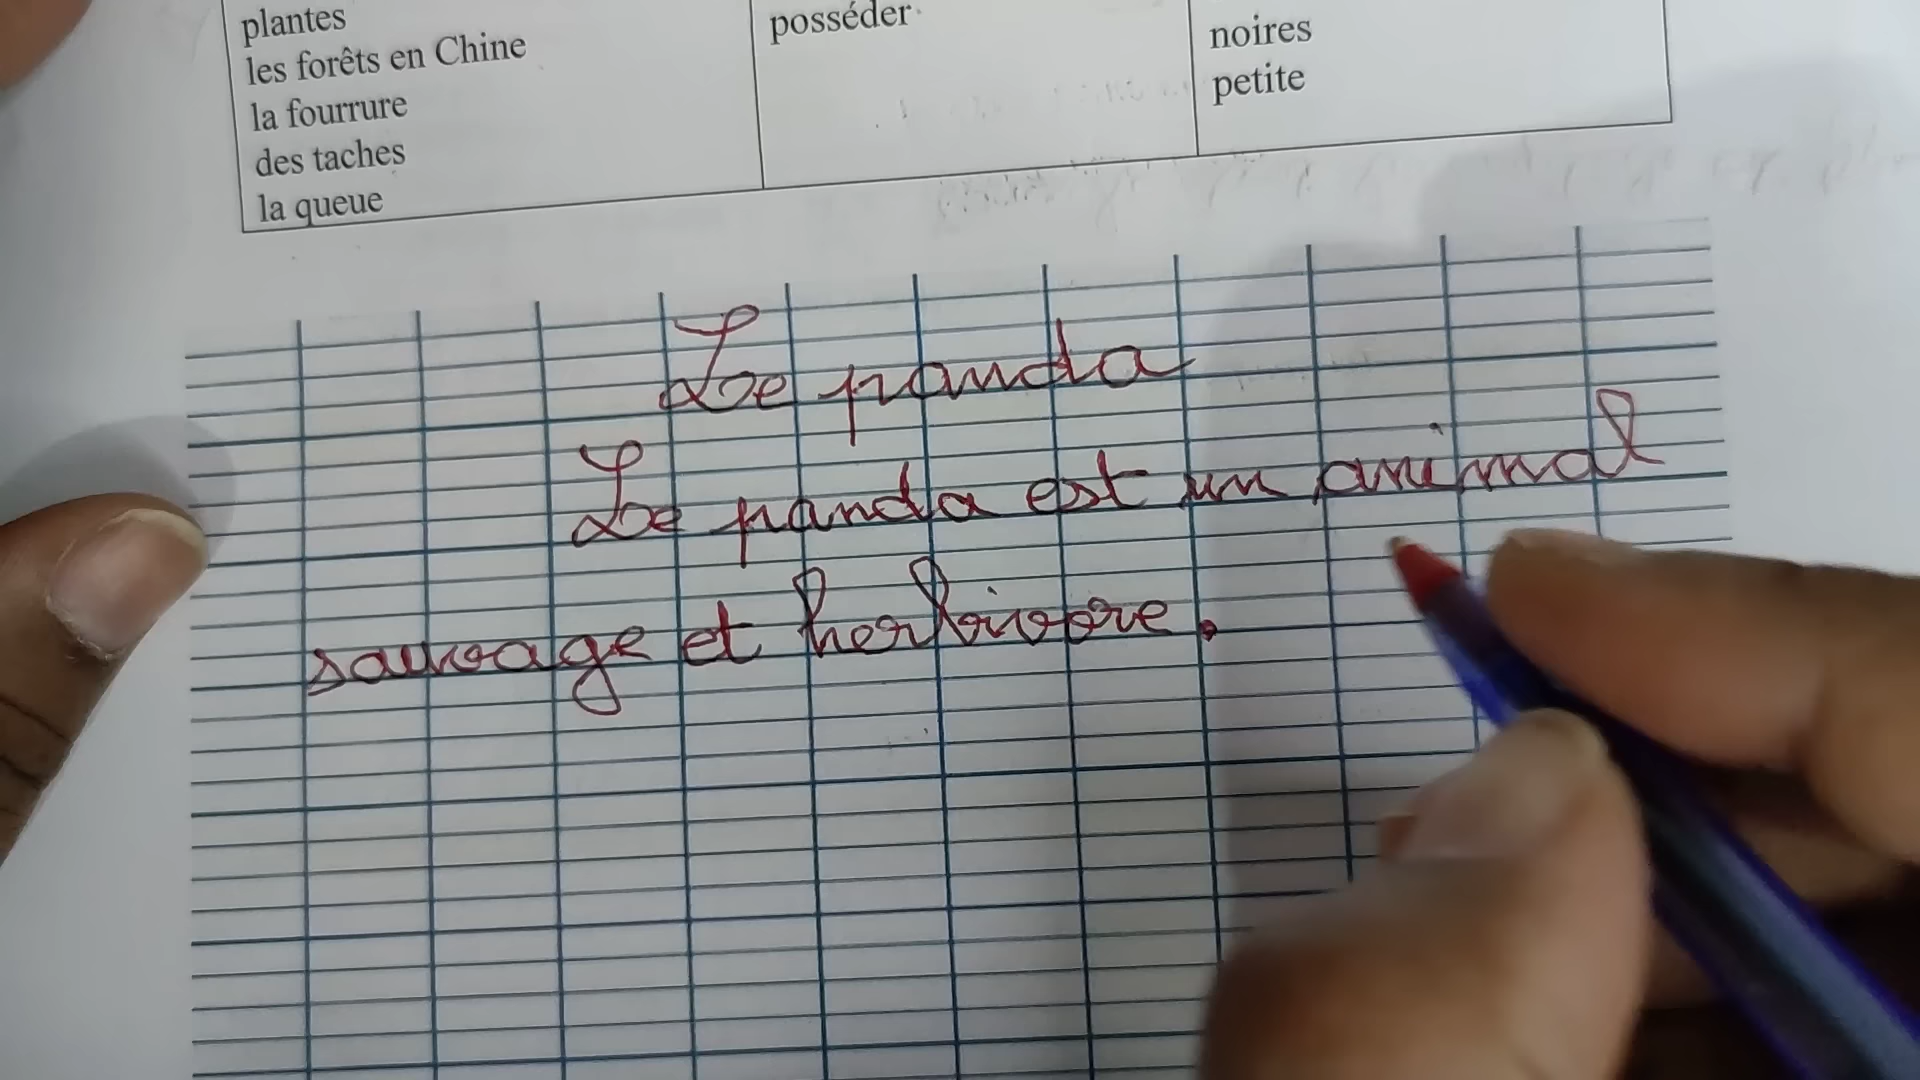 plantes
les forêts en Chine
la fourrure
des taches
la queue
posséder
noires
petite
Le panda
Le panda est un animal
sauvage et herbivore.